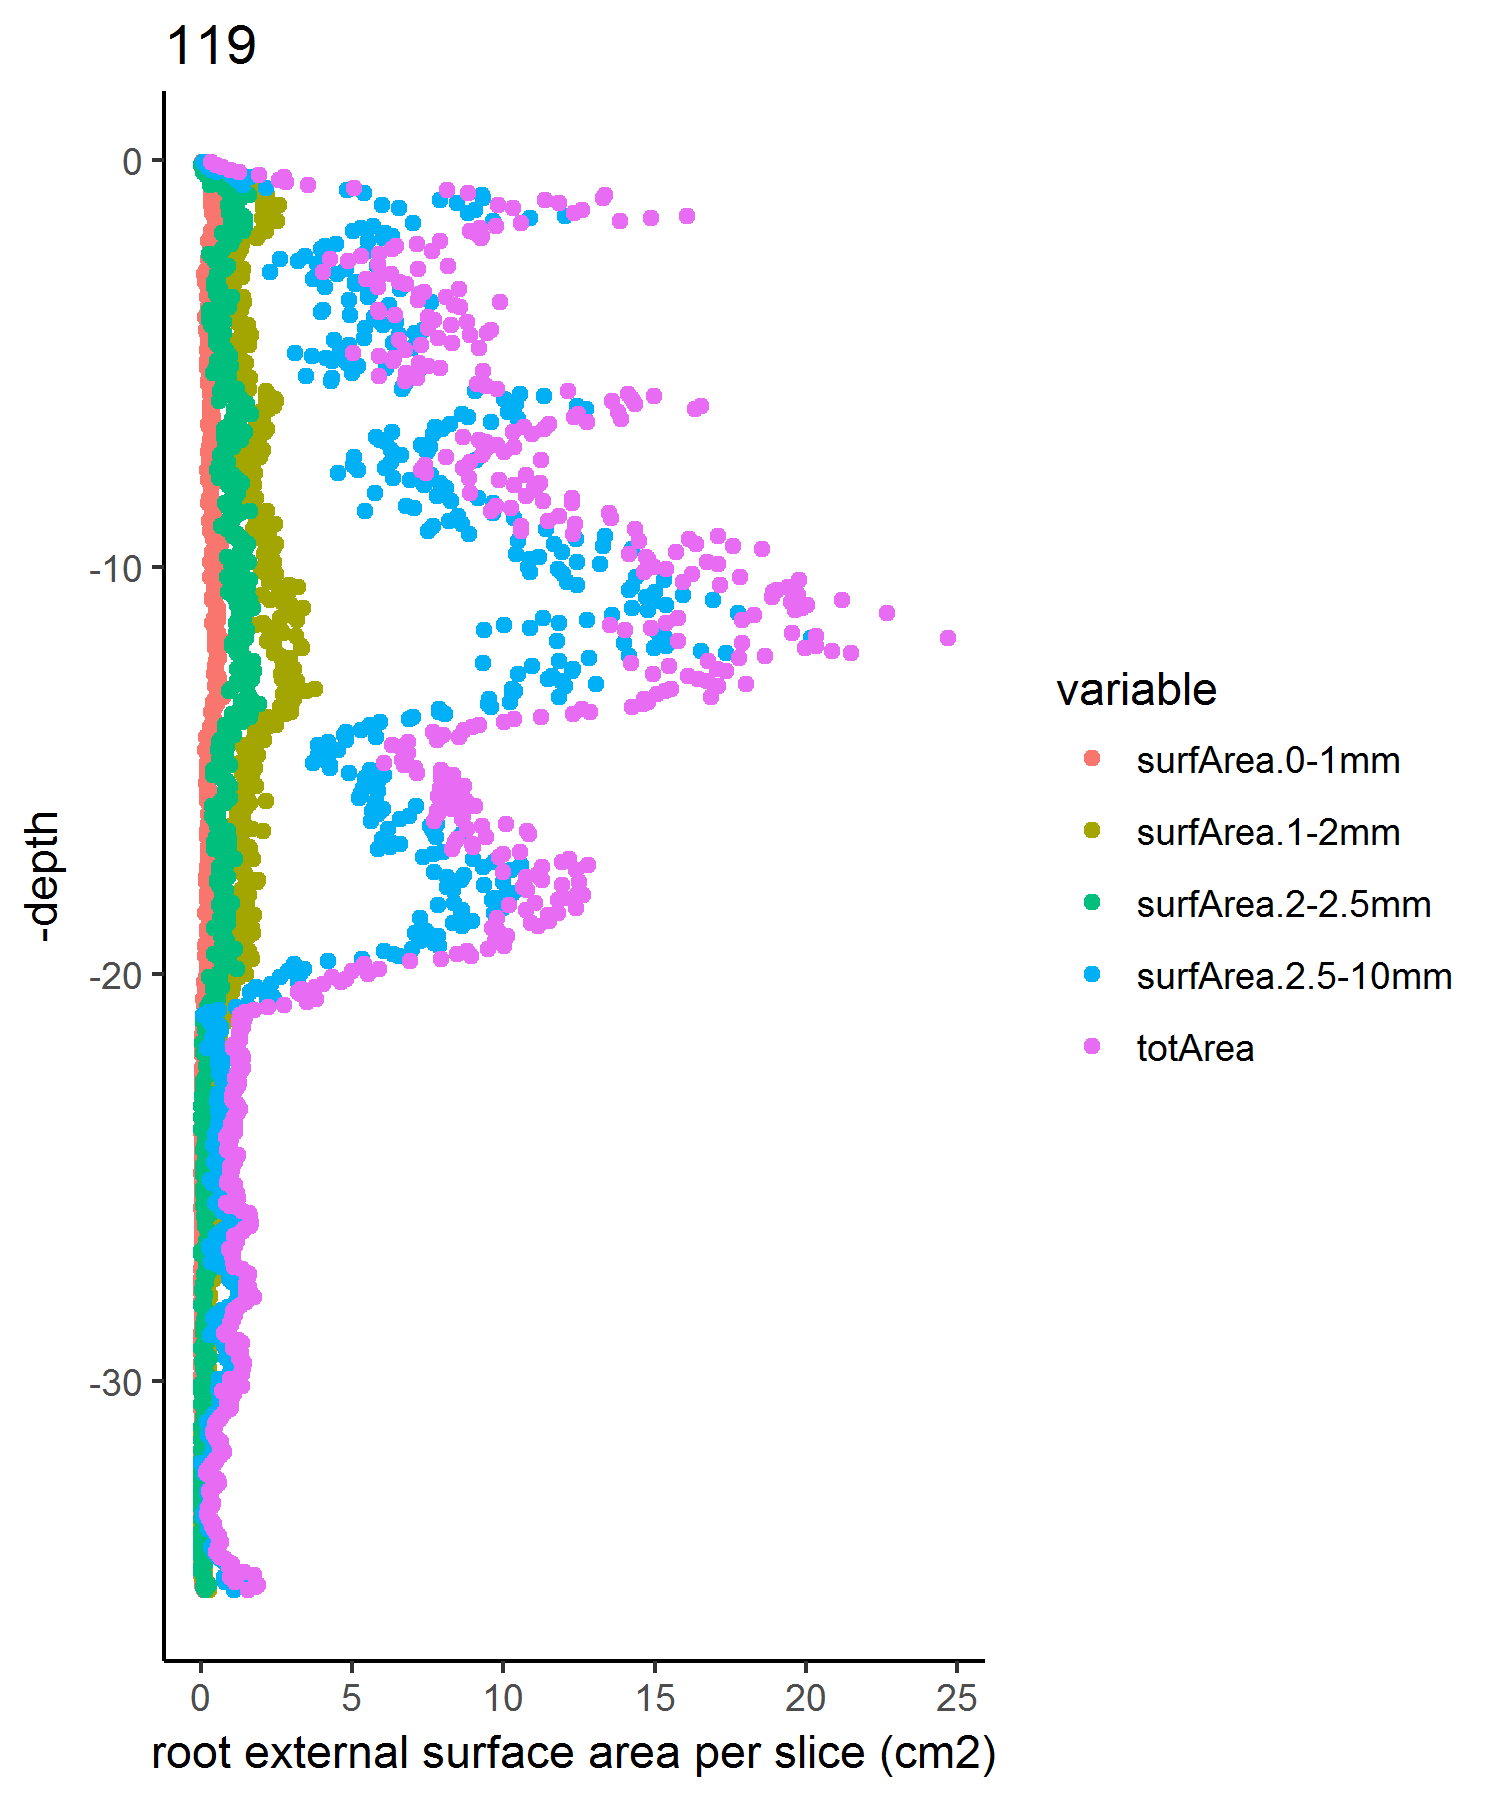 119
0
-10
-20
-30
-depth
0 5 10 15 20 25
root external surface area per slice (cm2)
variable
surfArea.0-1mm
surfArea.1-2mm
surfArea.2-2.5mm
surfArea.2.5-10mm
totArea